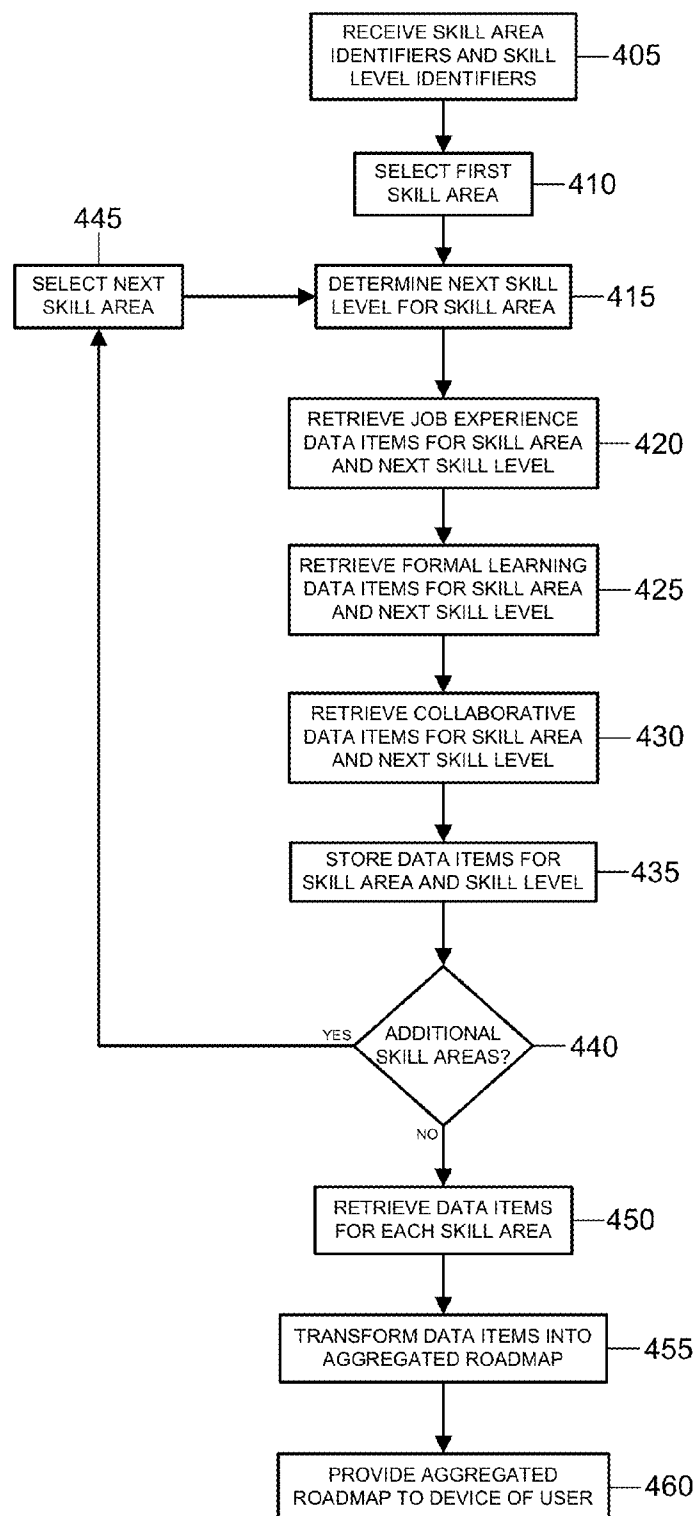 RECEIVE SKILL AREA
IDENTIFIERS AND SKILL
LEVEL IDENTIFIERS
405
SELECT FIRST
SKILL AREA
410
445
SELECT NEXT
SKILL AREA
DETERMINE NEXT SKILL
LEVEL FOR SKILL AREA
415
RETRIEVE JOB EXPERIENCE
DATA ITEMS FOR SKILL AREA
AND NEXT SKILL LEVEL
420
RETRIEVE FORMAL LEARNING
DATA ITEMS FOR SKILL AREA
AND NEXT SKILL LEVEL
425
RETRIEVE COLLABORATIVE
DATA ITEMS FOR SKILL AREA
AND NEXT SKILL LEVEL
430
STORE DATA ITEMS FOR
SKILL AREA AND SKILL LEVEL
435
YES
ADDITIONAL
SKILL AREAS?
440
NO
RETRIEVE DATA ITEMS
FOR EACH SKILL AREA
450
TRANSFORM DATA ITEMS INTO
AGGREGATED ROADMAP
455
PROVIDE AGGREGATED
ROADMAP TO DEVICE OF USER
460